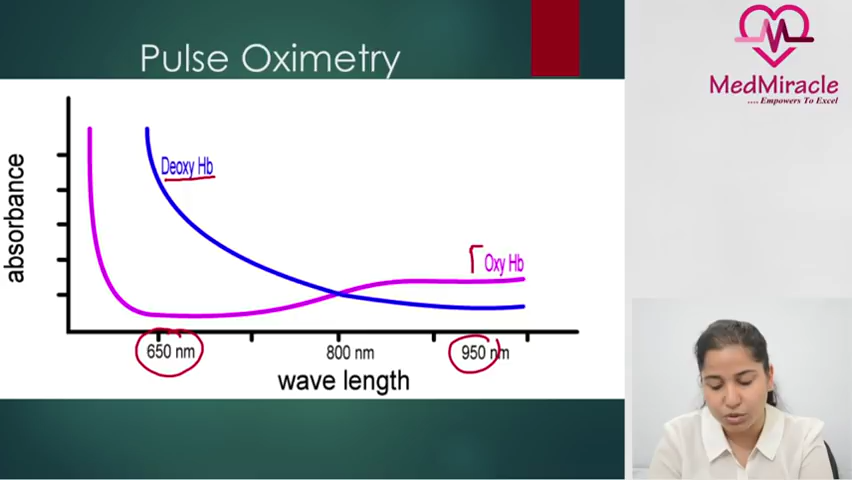 Pulse Oximetry
MedMiracle
.... Empowers To Excel
Deoxy Hb
Oxy Hb
absorbance
650 nm
800 nm
950 nm
wave length